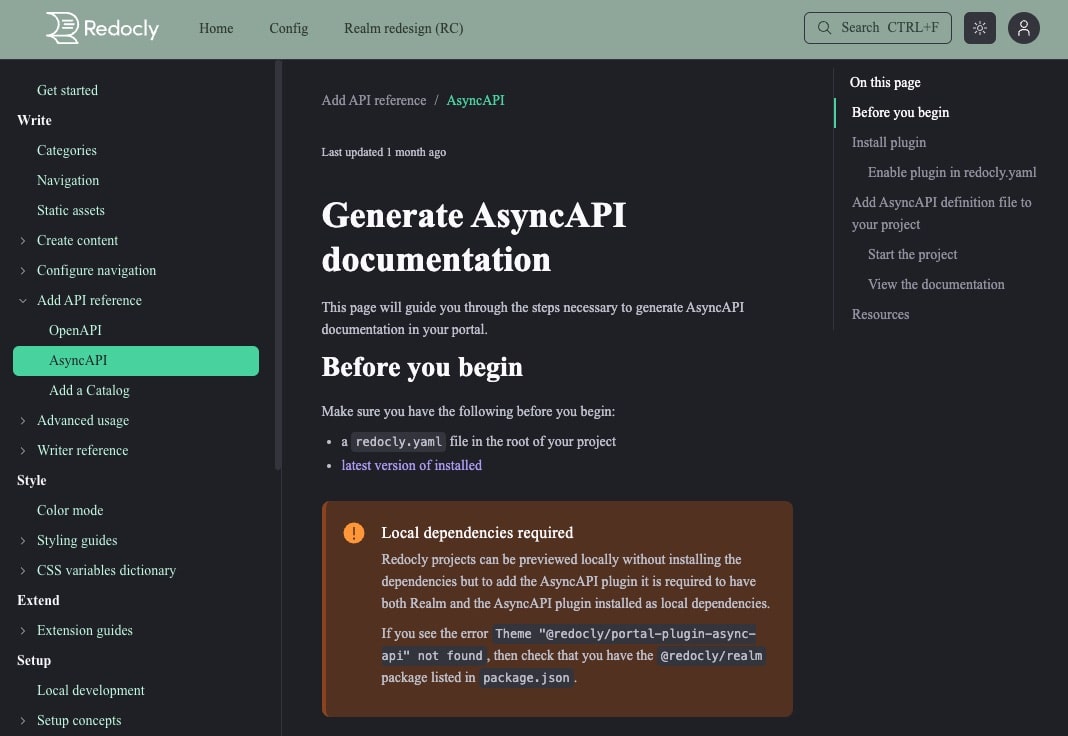 Redocly
Home
Config
Realm redesign (RC)
Search CTRL+F
Get started
Write
Categories
Navigation
Static assets
Create content
Configure navigation
Add API reference
OpenAPI
AsyncAPI
Add a Catalog
Advanced usage
Writer reference
Style
Color mode
Styling guides
CSS variables dictionary
Extend
Extension guides
Setup
Local development
Setup concepts
Add API reference / AsyncAPI
Last updated 1 month ago
Generate AsyncAPI
documentation
This page will guide you through the steps necessary to generate AsyncAPI
documentation in your portal.
Before you begin
Make sure you have the following before you begin:
• a redocly.yaml file in the root of your project
• latest version of installed
Local dependencies required
Redocly projects can be previewed locally without installing the
dependencies but to add the AsyncAPI plugin it is required to have
both Realm and the AsyncAPI plugin installed as local dependencies.
If you see the error Theme "@redocly/portal-plugin-async-
api" not found, then check that you have the @redocly/realm
package listed in package.json.
On this page
Before you begin
Install plugin
Enable plugin in redocly.yaml
Add AsyncAPI definition file to
your project
Start the project
View the documentation
Resources